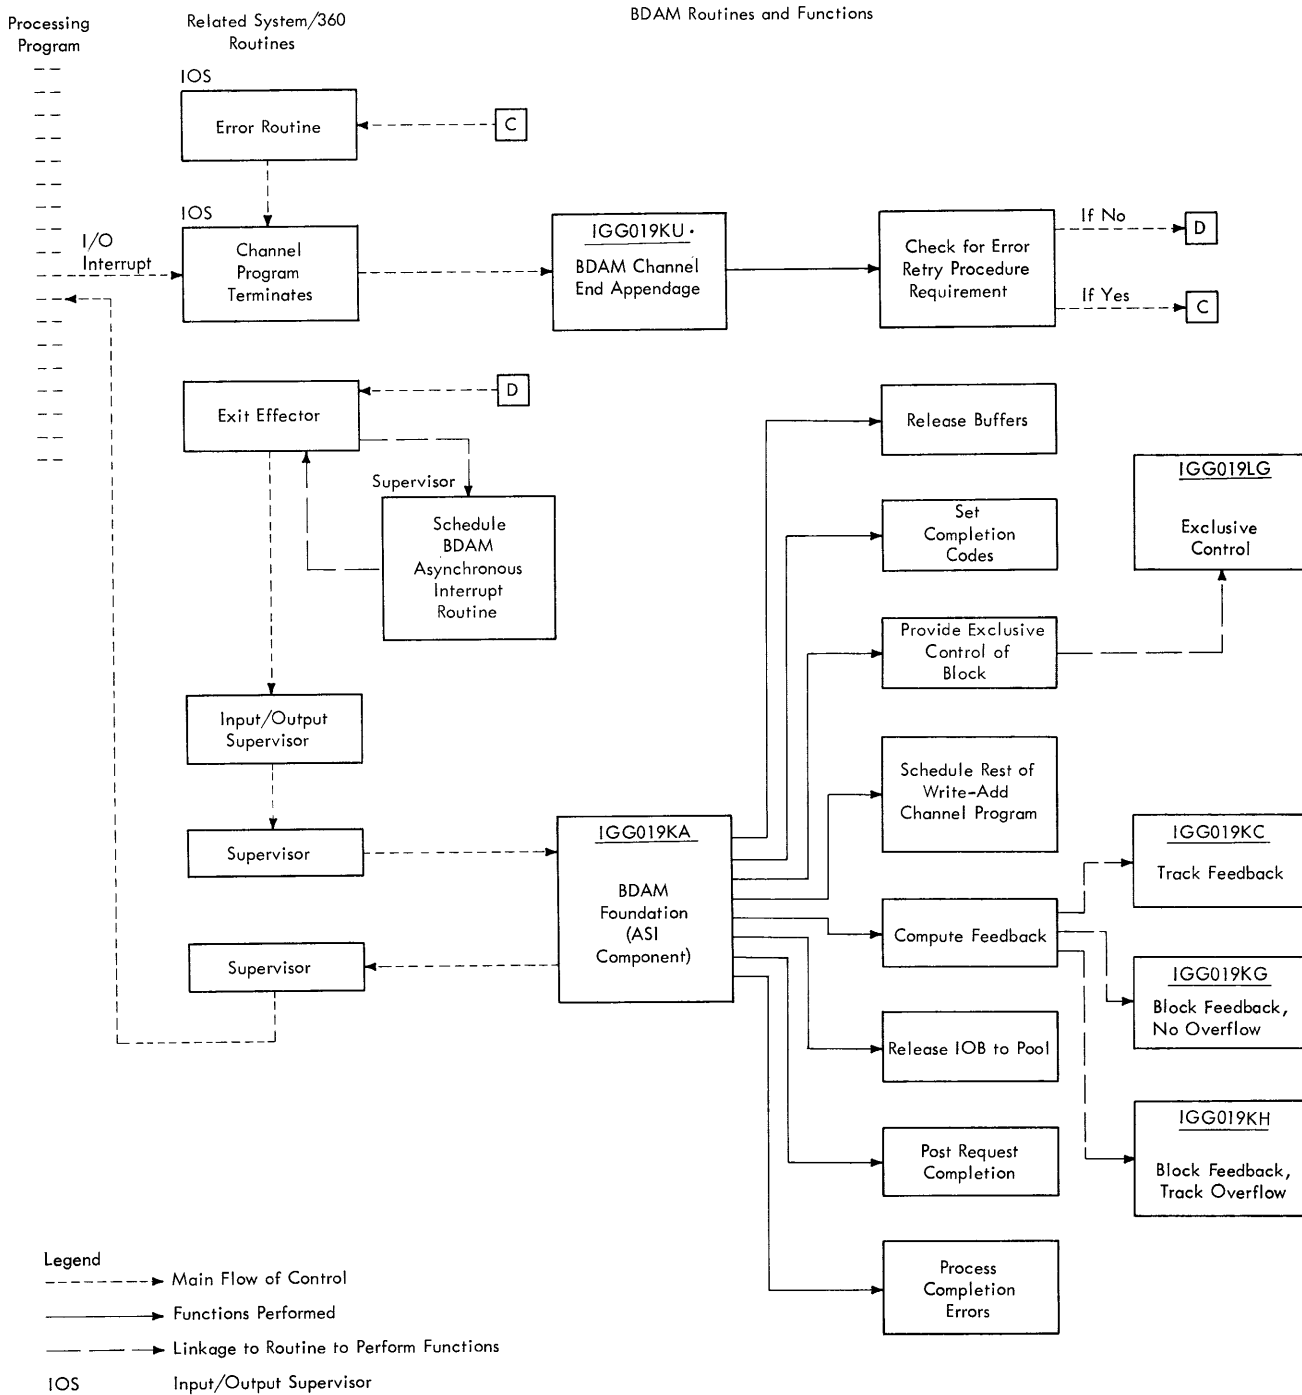 BDAM Routines and Functions
Processing
Program
Related System/360
Routines
IOS
Error Routine
C
IOS
I/O
Interrupt
Channel
Program
Terminates
IGG019KU
BDAM Channel
End Appendage
Check for Error
Retry Procedure
Requirement
If No
D
If Yes
C
Exit Effector
D
Supervisor
Schedule
BDAM
Asynchronous
Interrupt
Routine
Release Buffers
Set
Completion
Codes
IGG019LG
Exclusive
Control
Provide Exclusive
Control of
Block
Input/Output
Supervisor
Schedule Rest of
Write-Add
Channel Program
Supervisor
IGG019KA
BDAM
Foundation
(ASI
Component)
IGG019KC
Track Feedback
Compute Feedback
Supervisor
IGG019KG
Block Feedback,
No Overflow
Release IOB to Pool
IGG019KH
Block Feedback,
Track Overflow
Post Request
Completion
Process
Completion
Errors
Legend
Main Flow of Control
Functions Performed
Linkage to Routine to Perform Functions
IOS Input/Output Supervisor